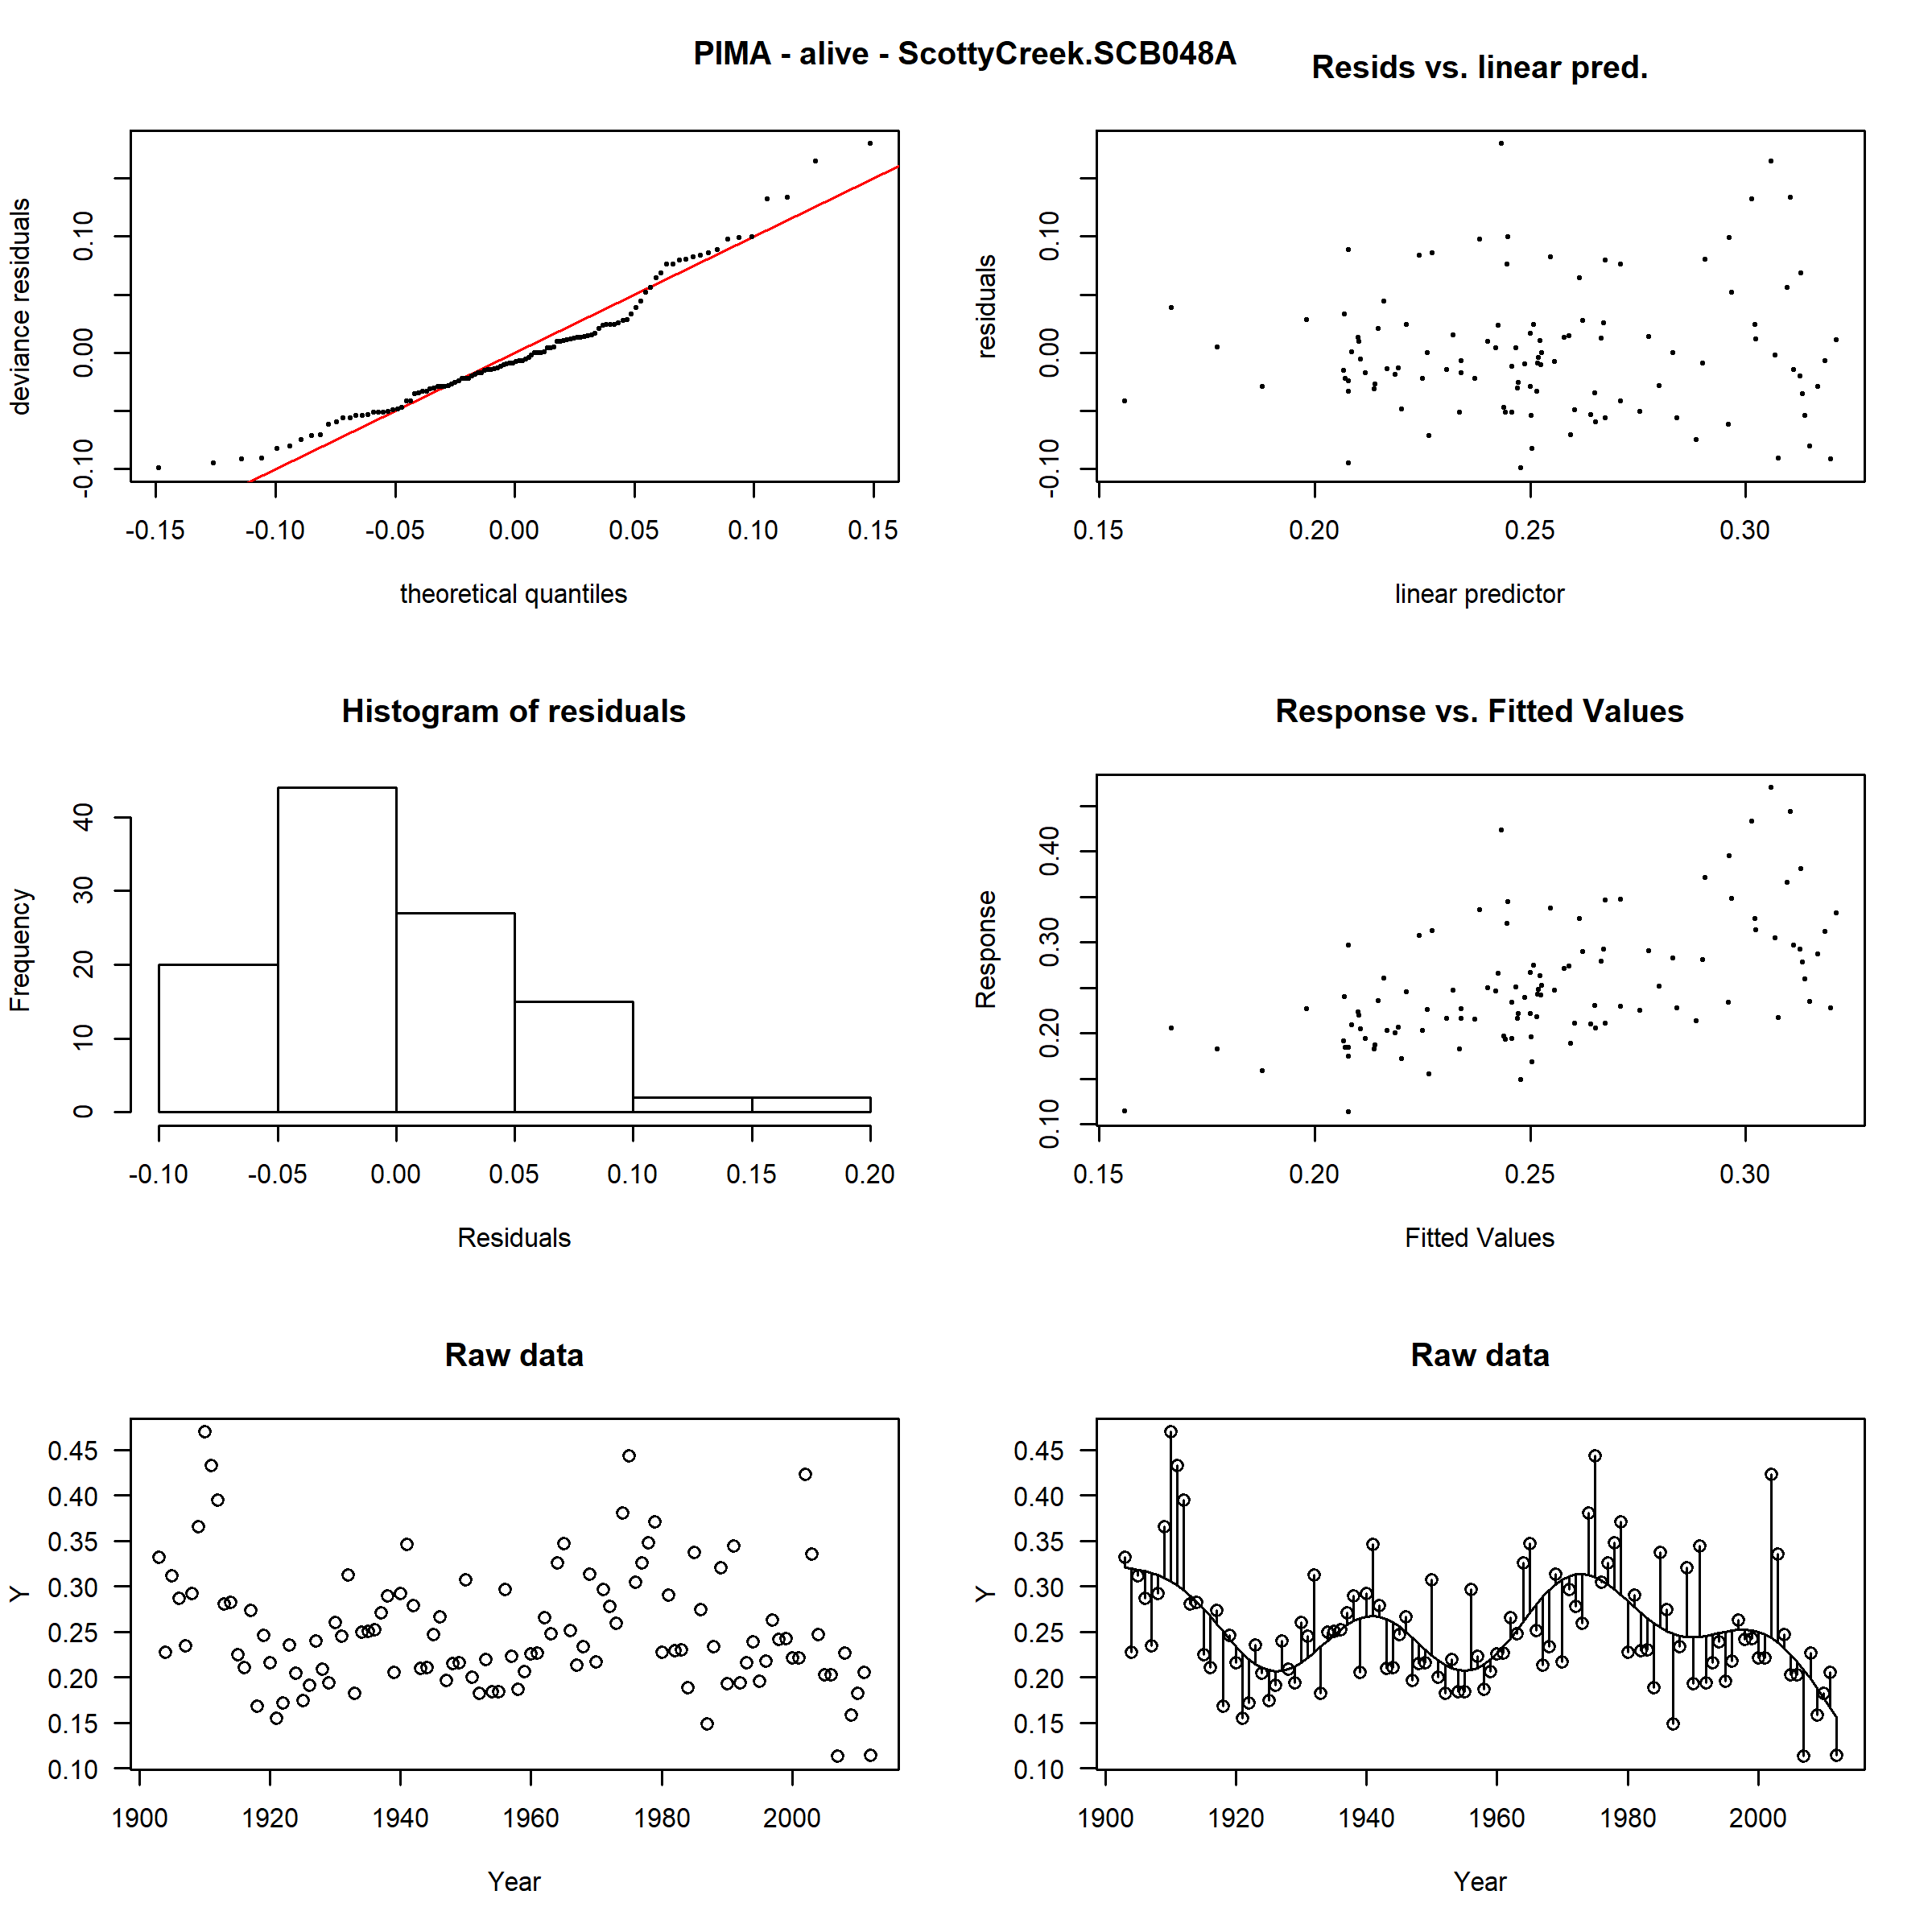 PIMA - alive - ScottyCreek.SCB048A
Resids vs. linear pred.
deviance residuals
-0.10 0.00 0.10
-0.15 -0.10 -0.05 0.00 0.05 0.10 0.15
theoretical quantiles
residuals
-0.10 0.00 0.10
0.15 0.20 0.25 0.30
linear predictor
Histogram of residuals
Frequency
0 10 20 30 40
-0.10 -0.05 0.00 0.05 0.10 0.15 0.20
Residuals
Response vs. Fitted Values
Response
0.10 0.20 0.30 0.40
0.15 0.20 0.25 0.30
Fitted Values
Raw data
Y
0.45
0.40
0.35
0.30
0.25
0.20
0.15
0.10
1900 1920 1940 1960 1980 2000
Year
Raw data
Y
0.45
0.40
0.35
0.30
0.25
0.20
0.15
0.10
1900 1920 1940 1960 1980 2000
Year